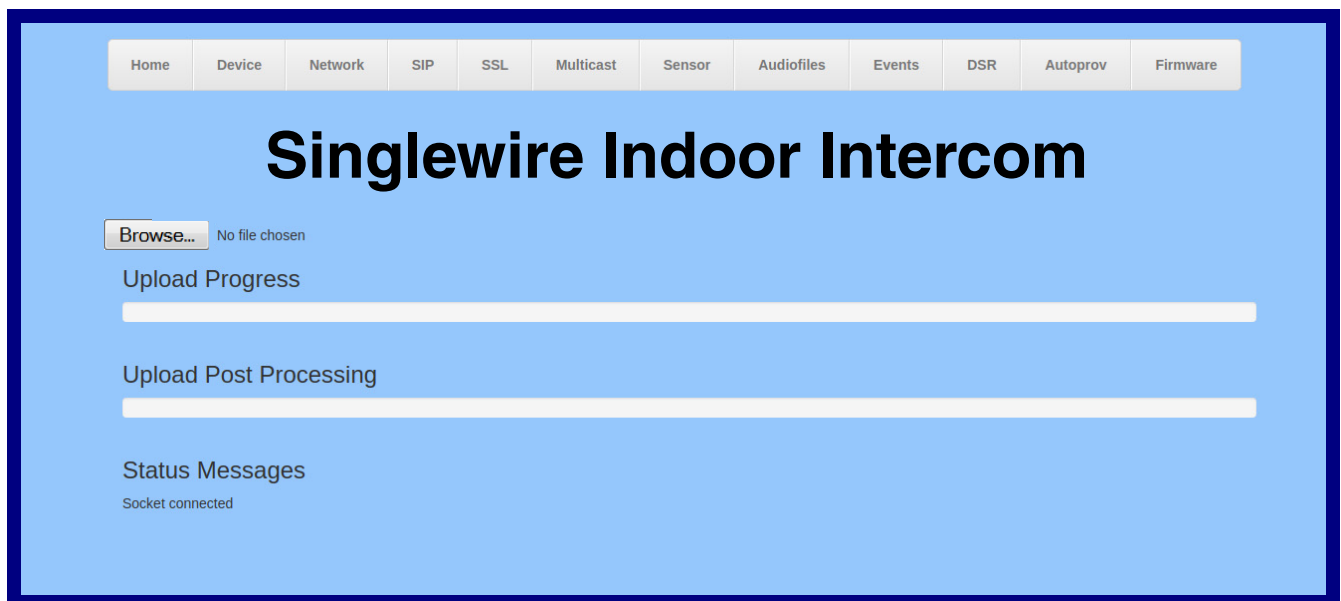 Home Device Network SIP SSL Multicast Sensor Audiofiles Events DSR Autoprov Firmware
Singlewire Indoor Intercom
Browse... No file chosen
Upload Progress
Upload Post Processing
Status Messages
Socket connected